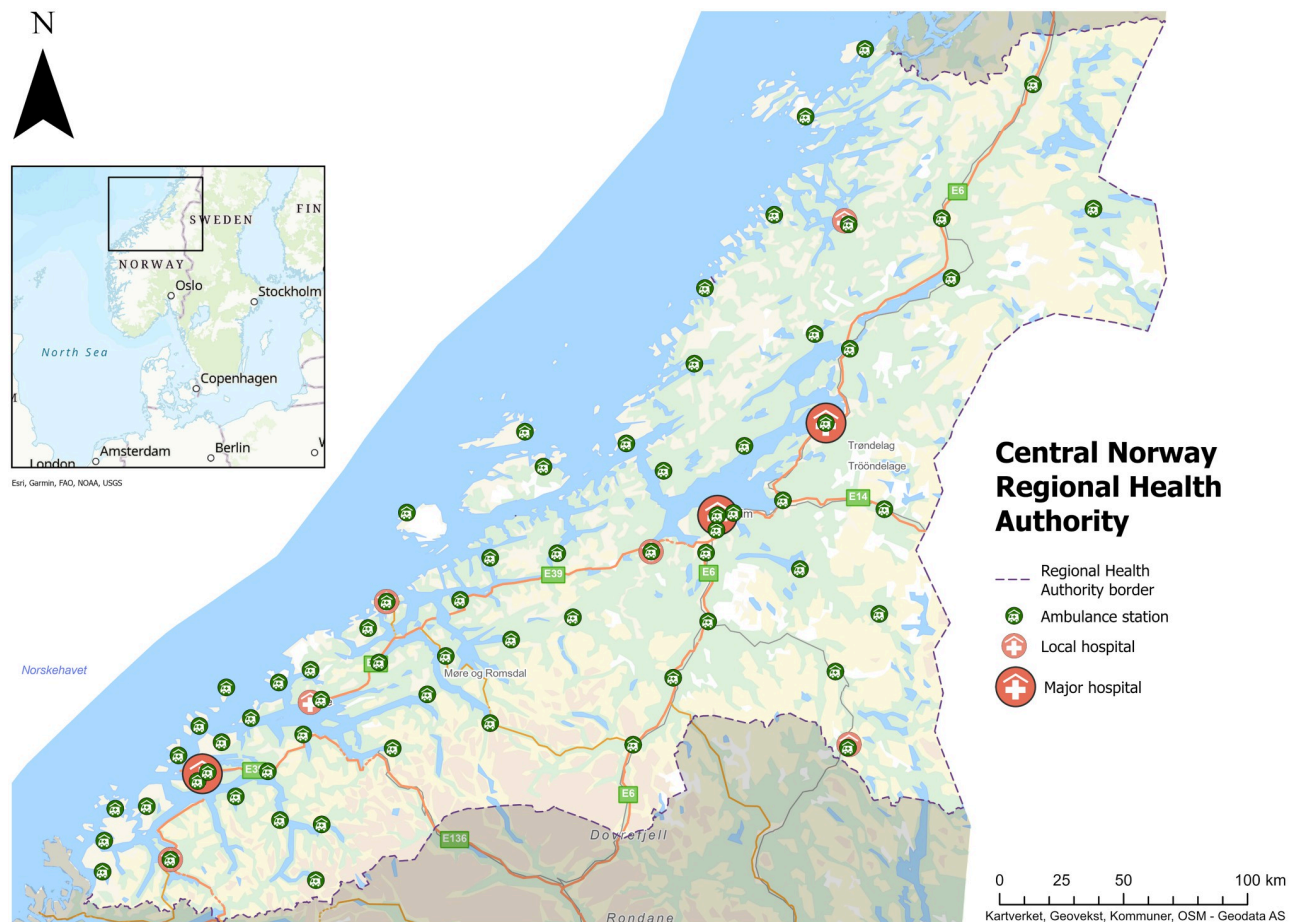 N
SWEDEN
FIN
NORWAY
Oslo
Stockholm
North Sea
Copenhagen
Amsterdam
Berlin
London
Esri, Garmin, FAO, NOAA, USGS
E6
Trøndelag
Trööndelage
E14
E39
E6
Norskehavet
Møre og Romsdal
E6
E136
Dovrefjell
Rondane
Central Norway
Regional Health
Authority
Regional Health
Authority border
Ambulance station
Local hospital
Major hospital
0 25 50 100 km
Kartverket, Geovekst, Kommuner, OSM - Geodata AS